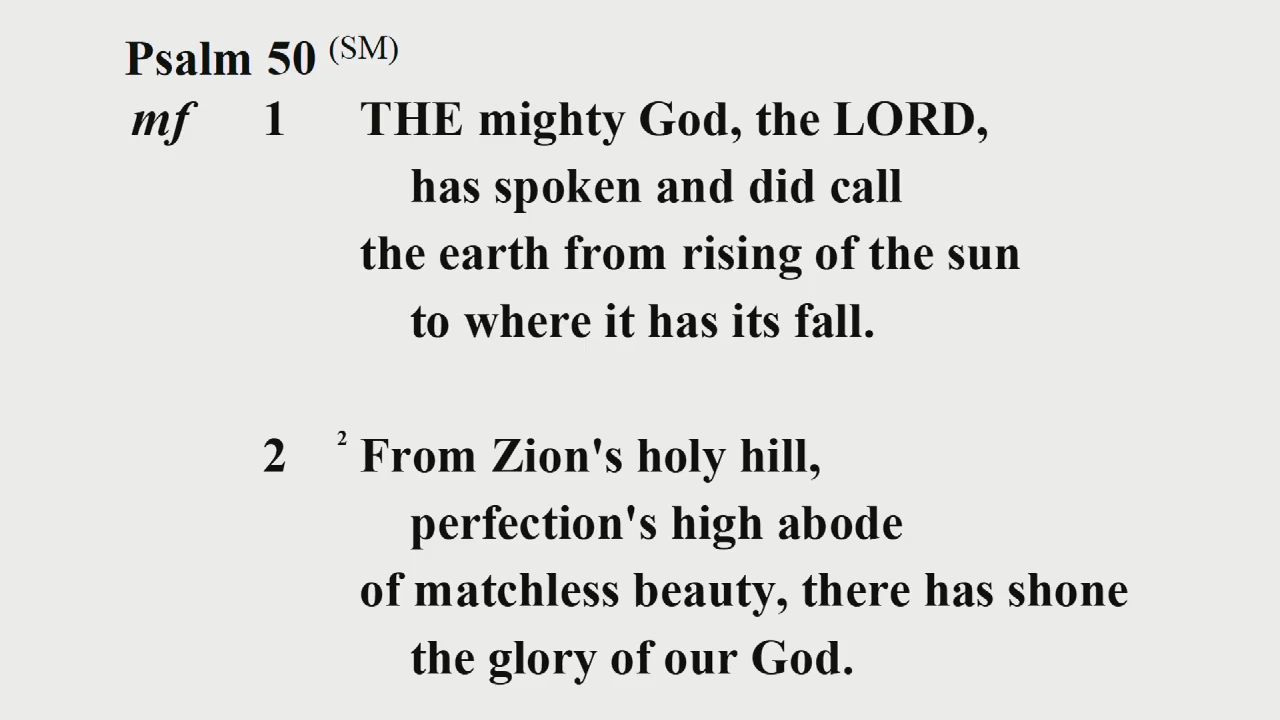 Psalm 50 (SM)
mf 1 THE mighty God, the LORD,
has spoken and did call
the earth from rising of the sun
to where it has its fall.
2 2 From Zion's holy hill,
perfection's high abode
of matchless beauty, there has shone
the glory of our God.